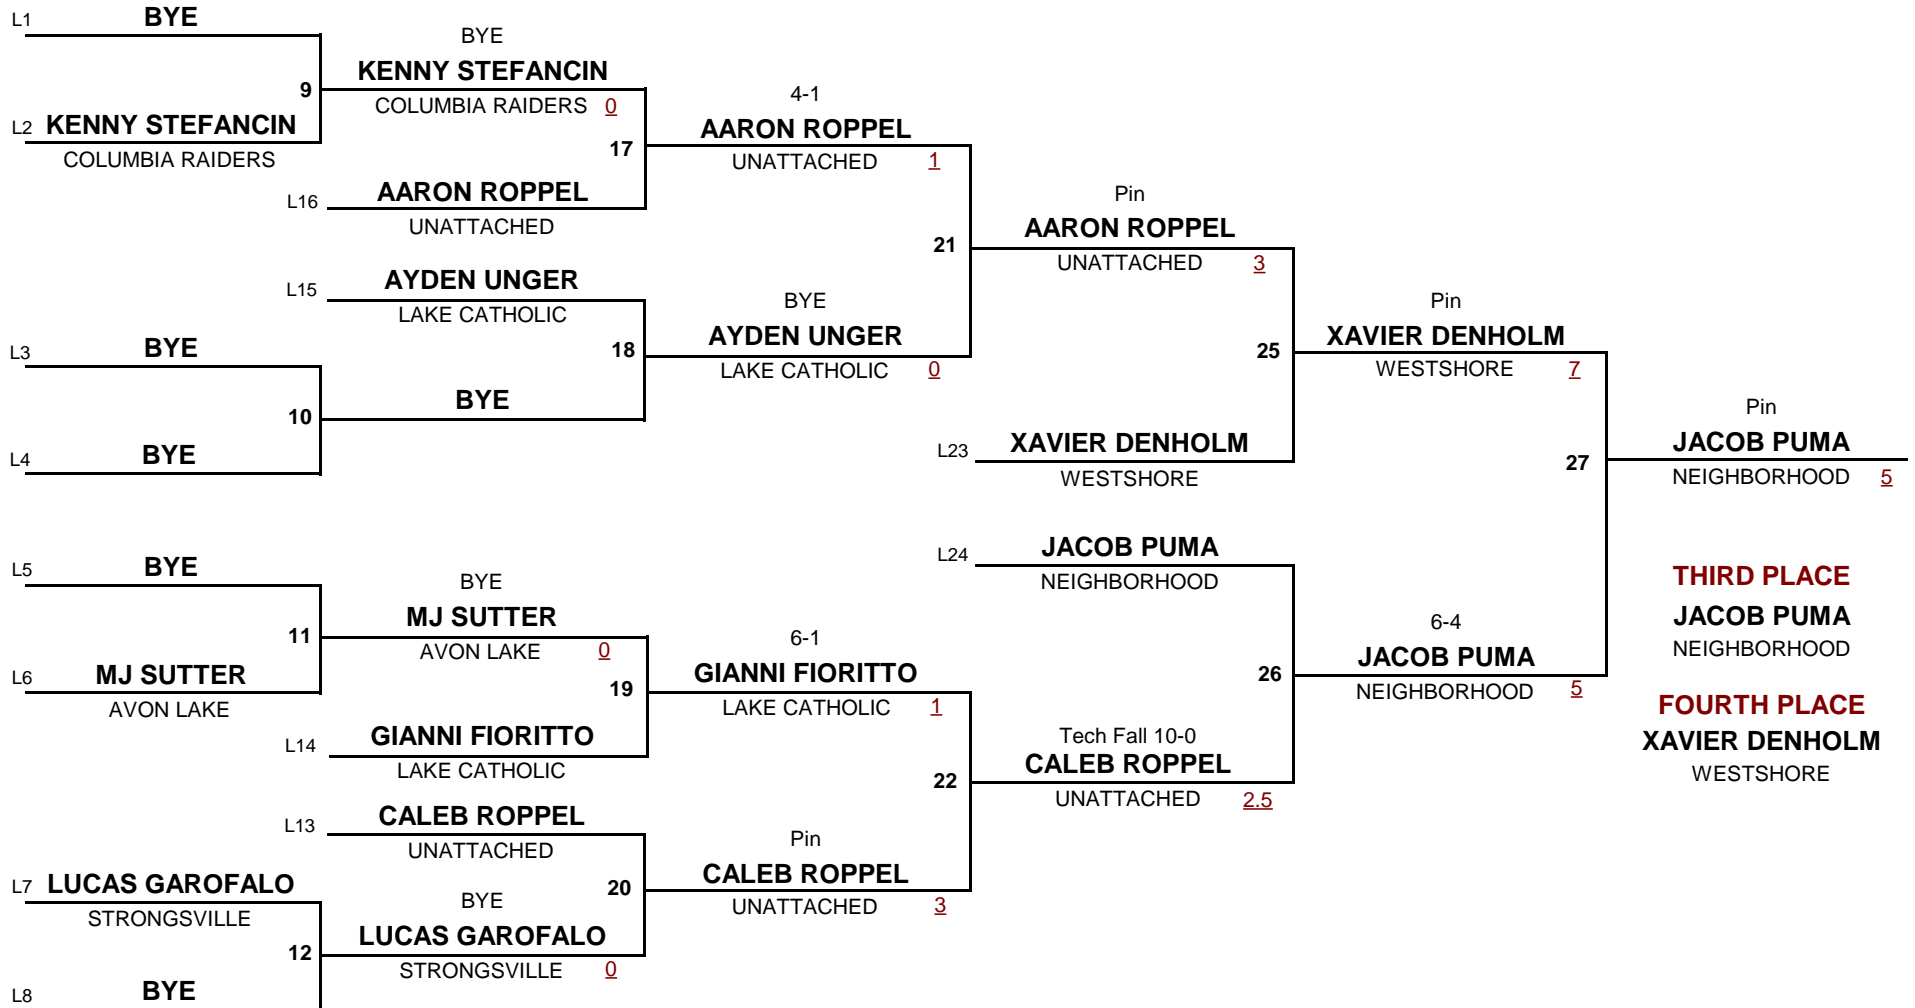 L1 BYE
BYE
KENNY STEFANCIN
9
COLUMBIA RAIDERS 0
L2 KENNY STEFANCIN
COLUMBIA RAIDERS
4-1
AARON ROPPEL
17
UNATTACHED 1
L16 AARON ROPPEL
UNATTACHED
Pin
AARON ROPPEL
21
UNATTACHED 3
L15 AYDEN UNGER
LAKE CATHOLIC
BYE
AYDEN UNGER
18
LAKE CATHOLIC 0
L3 BYE
BYE
10
L4 BYE
Pin
XAVIER DENHOLM
25
WESTSHORE 7
L23 XAVIER DENHOLM
WESTSHORE
Pin
JACOB PUMA
27
NEIGHBORHOOD 5
L5 BYE
BYE
MJ SUTTER
11
AVON LAKE 0
L6 MJ SUTTER
AVON LAKE
6-1
GIANNI FIORITTO
19
LAKE CATHOLIC 1
L14 GIANNI FIORITTO
LAKE CATHOLIC
L24 JACOB PUMA
NEIGHBORHOOD
6-4
JACOB PUMA
26
NEIGHBORHOOD 5
Tech Fall 10-0
CALEB ROPPEL
22
UNATTACHED 2.5
L13 CALEB ROPPEL
UNATTACHED
Pin
CALEB ROPPEL
20
UNATTACHED 3
L7 LUCAS GAROFALO
STRONGSVILLE
BYE
LUCAS GAROFALO
12
STRONGSVILLE 0
L8 BYE
THIRD PLACE
JACOB PUMA
NEIGHBORHOOD
FOURTH PLACE
XAVIER DENHOLM
WESTSHORE